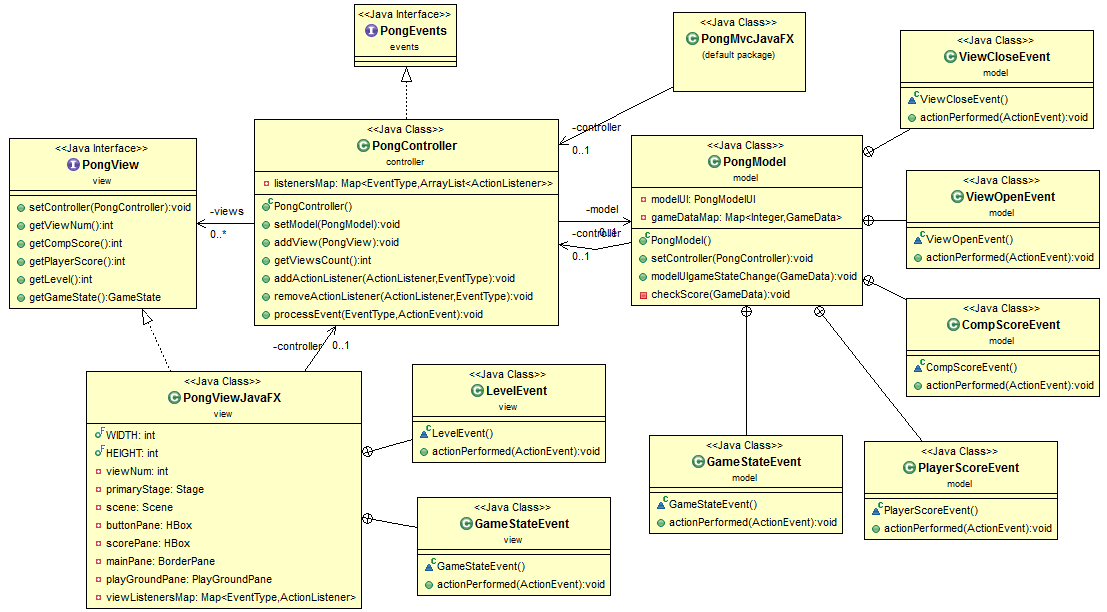 <<Java Interface>>
PongEvents
events
<<Java Class>>
PongMvcJavaFX
(default package)
<<Java Class>>
ViewCloseEvent
model
ViewCloseEvent()
actionPerformed(ActionEvent):void
<<Java Interface>>
PongView
view
setController(PongController):void
getViewNum():int
getCompScore():int
getPlayerScore():int
getLevel():int
getGameState():GameState
-views
0..*
<<Java Class>>
PongController
controller
listenersMap: Map<EventType,ArrayList<ActionListener>>
PongController()
setModel(PongModel):void
addView(PongView):void
getViewsCount():int
addActionListener(ActionListener,EventType):void
removeActionListener(ActionListener,EventType):void
processEvent(EventType,ActionEvent):void
-controller
0..1
-model
0..1
-controller
0..1
<<Java Class>>
PongModel
model
modelUI: PongModelUI
gameDataMap: Map<Integer,GameData>
PongModel()
setController(PongController):void
modelUIgameStateChange(GameData):void
checkScore(GameData):void
<<Java Class>>
ViewOpenEvent
model
ViewOpenEvent()
actionPerformed(ActionEvent):void
<<Java Class>>
CompScoreEvent
model
CompScoreEvent()
actionPerformed(ActionEvent):void
-controller
0..1
<<Java Class>>
PongViewJavaFX
view
WIDTH: int
HEIGHT: int
viewNum: int
primaryStage: Stage
scene: Scene
buttonPane: HBox
scorePane: HBox
mainPane: BorderPane
playGroundPane: PlayGroundPane
viewListenersMap: Map<EventType,ActionListener>
<<Java Class>>
LevelEvent
view
LevelEvent()
actionPerformed(ActionEvent):void
<<Java Class>>
GameStateEvent
view
GameStateEvent()
actionPerformed(ActionEvent):void
<<Java Class>>
GameStateEvent
model
GameStateEvent()
actionPerformed(ActionEvent):void
<<Java Class>>
PlayerScoreEvent
model
PlayerScoreEvent()
actionPerformed(ActionEvent):void